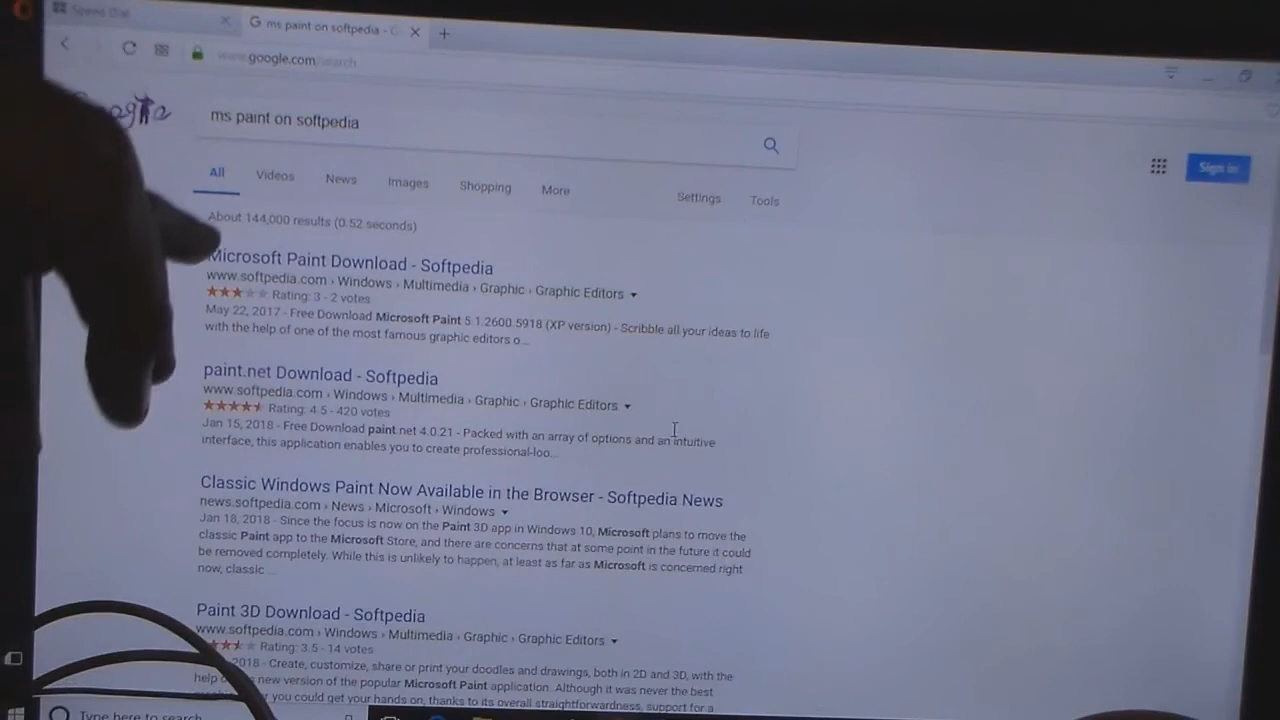 Speed Dial
ms paint on softpedia - G
www.google.com/search
ms paint on softpedia
All Videos News Images Shopping More Settings Tools
Sign in
About 144,000 results (0.52 seconds)
Microsoft Paint Download - Softpedia
www.softpedia.com › Windows › Multimedia › Graphic › Graphic Editors
Rating: 3 - 2 votes
May 22, 2017 - Free Download Microsoft Paint 5.1.2600.5918 (XP version) - Scribble all your ideas to life
with the help of one of the most famous graphic editors o...
paint.net Download - Softpedia
www.softpedia.com › Windows › Multimedia › Graphic › Graphic Editors
Rating: 4.5 - 420 votes
Jan 15, 2018 - Free Download paint.net 4.0.21 - Packed with an array of options and an intuitive
interface, this application enables you to create professional-loo...
Classic Windows Paint Now Available in the Browser - Softpedia News
news.softpedia.com › News › Microsoft › Windows
Jan 18, 2018 - Since the focus is now on the Paint 3D app in Windows 10, Microsoft plans to move the
classic Paint app to the Microsoft Store, and there are concerns that at some point in the future it could
be removed completely. While this is unlikely to happen, at least as far as Microsoft is concerned right
now, classic ...
Paint 3D Download - Softpedia
www.softpedia.com › Windows › Multimedia › Graphic › Graphic Editors
Rating: 3.5 - 14 votes
2018 - Create, customize, share or print your doodles and drawings, both in 2D and 3D, with the
help new version of the popular Microsoft Paint application. Although it was never the best
you could get your hands on, thanks to its overall straightforwardness, support for a
Type here to search